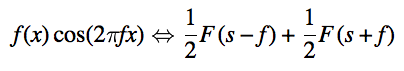 f(x)cos(2πfx) ⇔ 1/2 F(s−f) + 1/2 F(s+f)